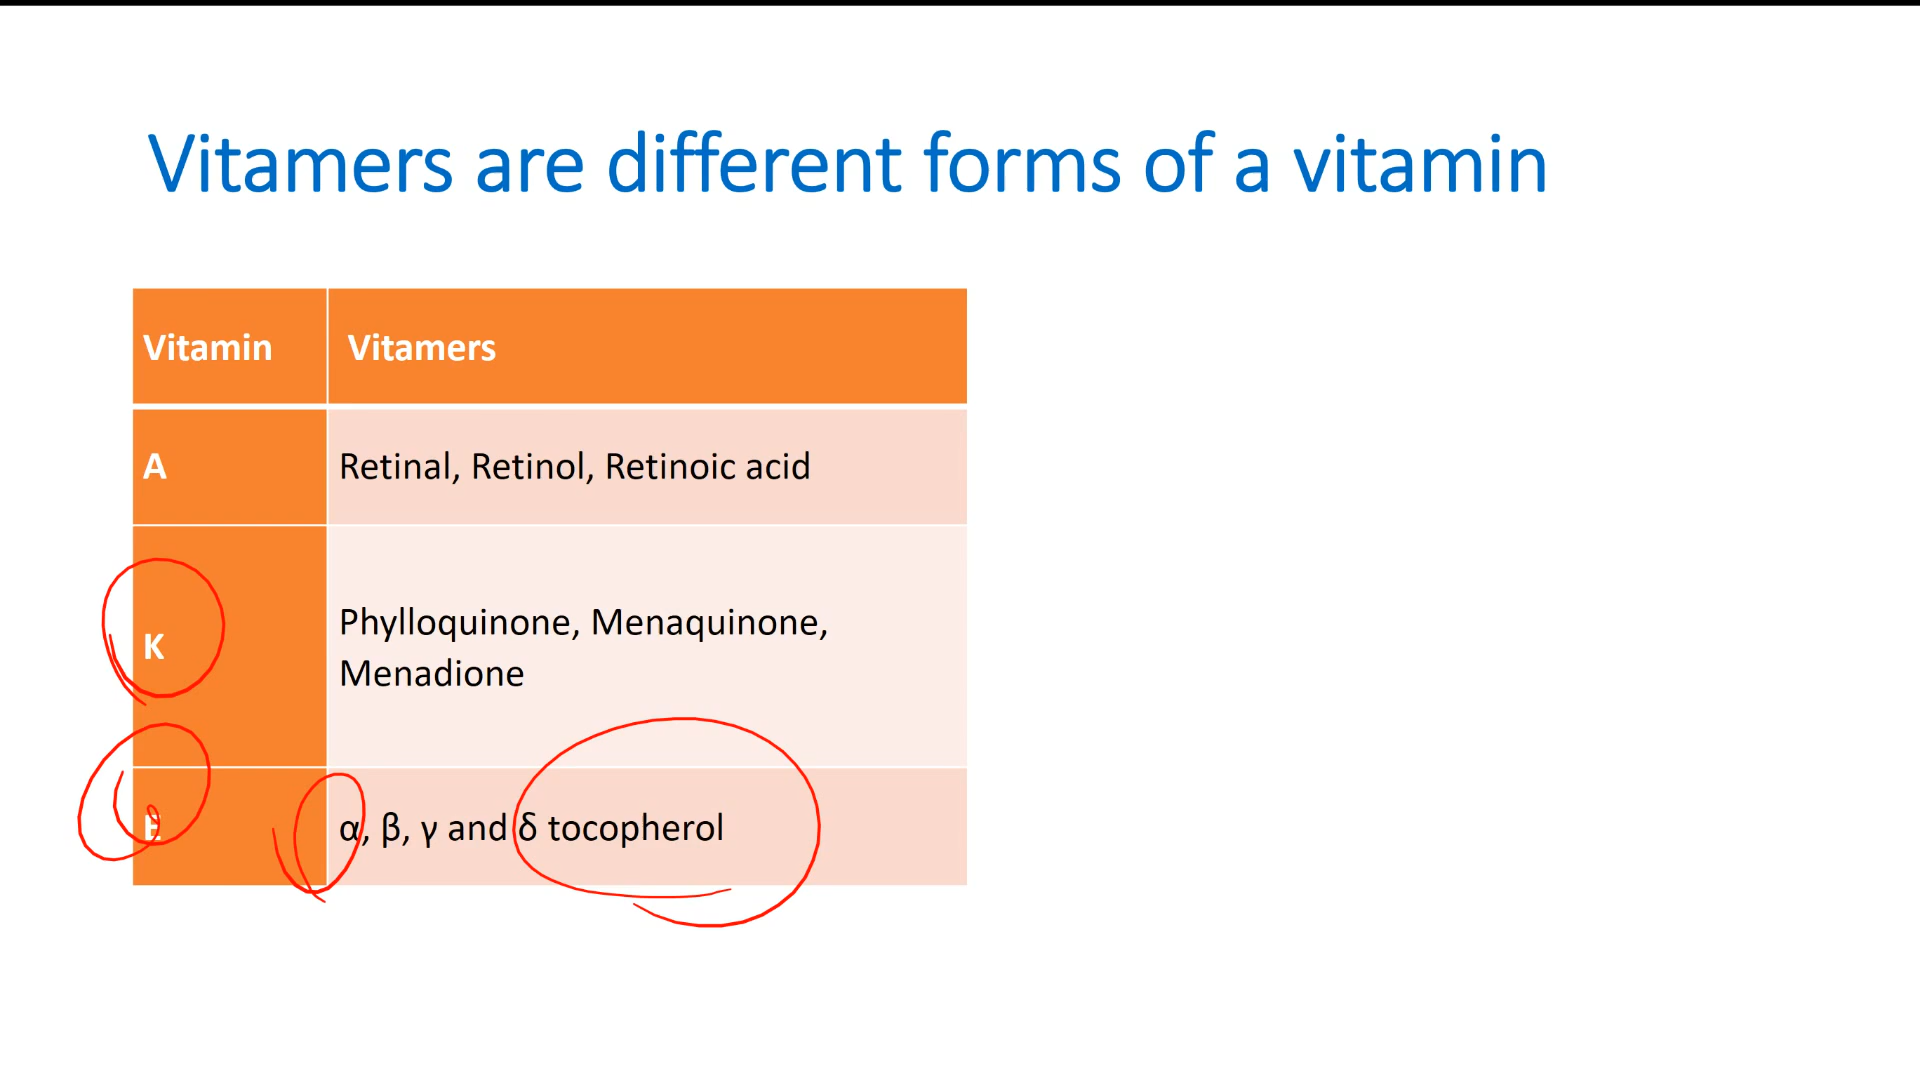 Vitamers are different forms of a vitamin
Vitamin Vitamers
A Retinal, Retinol, Retinoic acid
K Phylloquinone, Menaquinone,
Menadione
E α, β, γ and δ tocopherol